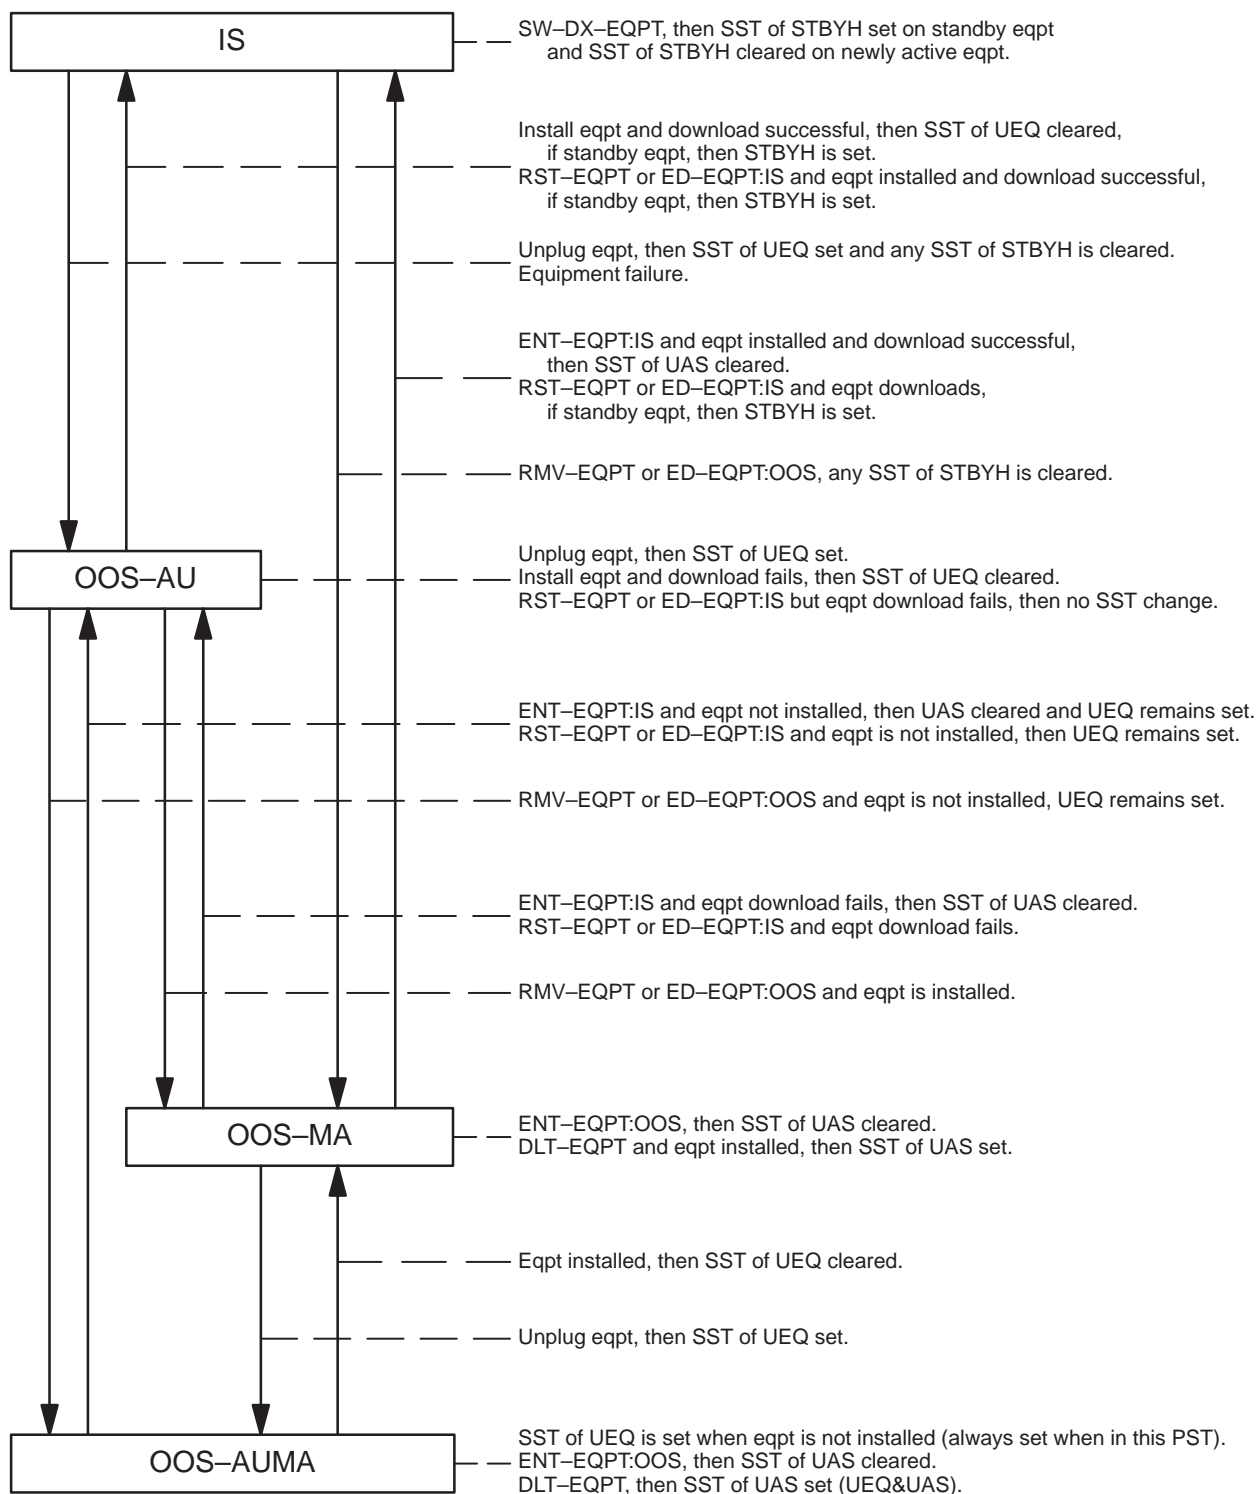 IS
SW–DX–EQPT, then SST of STBYH set on standby eqpt
and SST of STBYH cleared on newly active eqpt.
Install eqpt and download successful, then SST of UEQ cleared,
if standby eqpt, then STBYH is set.
RST–EQPT or ED–EQPT:IS and eqpt installed and download successful,
if standby eqpt, then STBYH is set.
Unplug eqpt, then SST of UEQ set and any SST of STBYH is cleared.
Equipment failure.
ENT–EQPT:IS and eqpt installed and download successful,
then SST of UAS cleared.
RST–EQPT or ED–EQPT:IS and eqpt downloads,
if standby eqpt, then STBYH is set.
RMV–EQPT or ED–EQPT:OOS, any SST of STBYH is cleared.
OOS–AU
Unplug eqpt, then SST of UEQ set.
Install eqpt and download fails, then SST of UEQ cleared.
RST–EQPT or ED–EQPT:IS but eqpt download fails, then no SST change.
ENT–EQPT:IS and eqpt not installed, then UAS cleared and UEQ remains set.
RST–EQPT or ED–EQPT:IS and eqpt is not installed, then UEQ remains set.
RMV–EQPT or ED–EQPT:OOS and eqpt is not installed, UEQ remains set.
ENT–EQPT:IS and eqpt download fails, then SST of UAS cleared.
RST–EQPT or ED–EQPT:IS and eqpt download fails.
RMV–EQPT or ED–EQPT:OOS and eqpt is installed.
OOS–MA
ENT–EQPT:OOS, then SST of UAS cleared.
DLT–EQPT and eqpt installed, then SST of UAS set.
Eqpt installed, then SST of UEQ cleared.
Unplug eqpt, then SST of UEQ set.
OOS–AUMA
SST of UEQ is set when eqpt is not installed (always set when in this PST).
ENT–EQPT:OOS, then SST of UAS cleared.
DLT–EQPT, then SST of UAS set (UEQ&UAS).